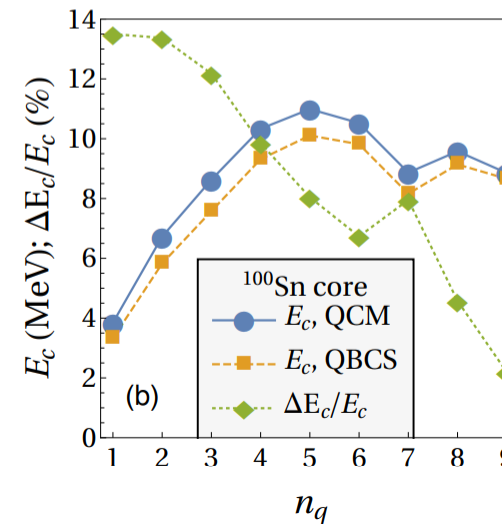 E_c (MeV); ΔE_c/E_c (%)
14
12
10
8
6
4
2
0
(b)
¹⁰⁰Sn core
E_c, QCM
E_c, QBCS
ΔE_c/E_c
1 2 3 4 5 6 7 8 9
n_q